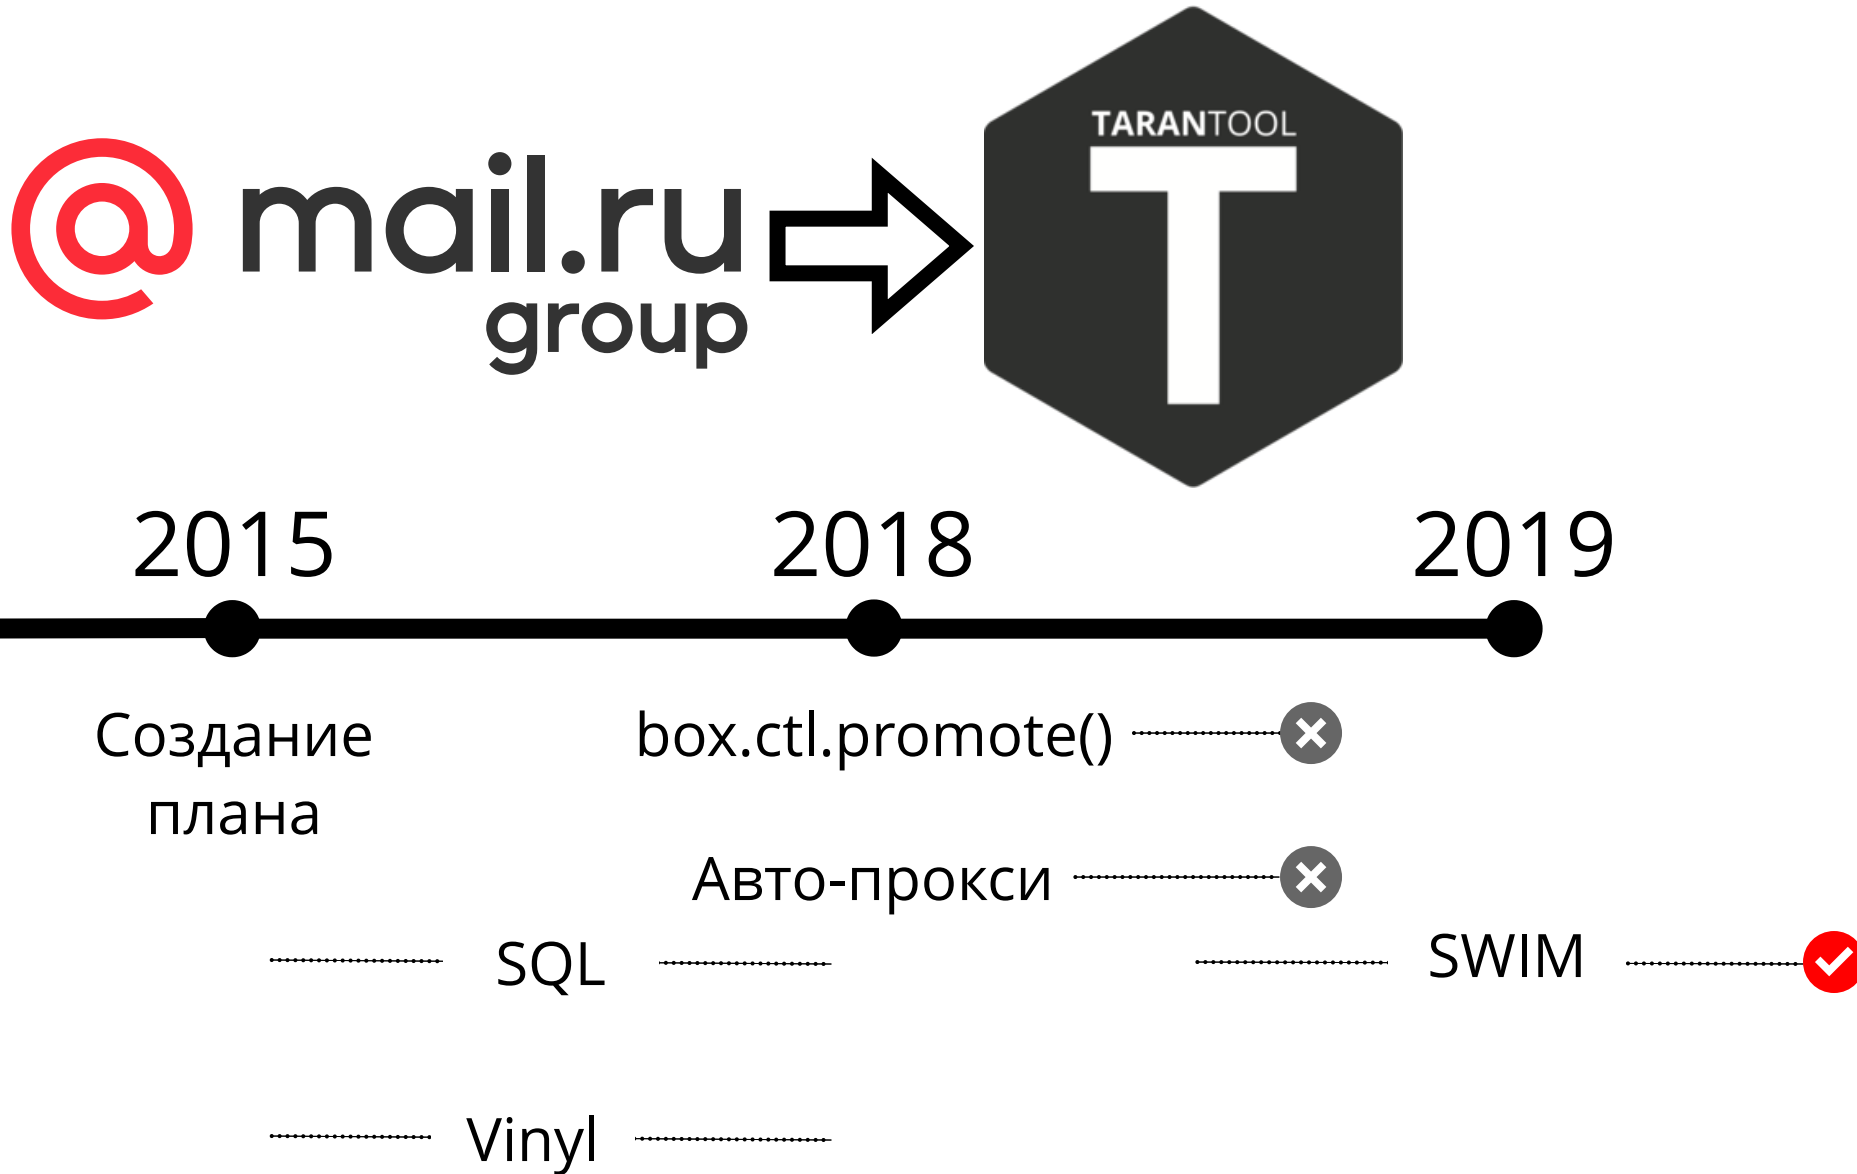 mail.ru
group
TARANTOOL
2015
2018
2019
Создание
плана
box.ctl.promote()
Авто-прокси
SQL
SWIM
Vinyl